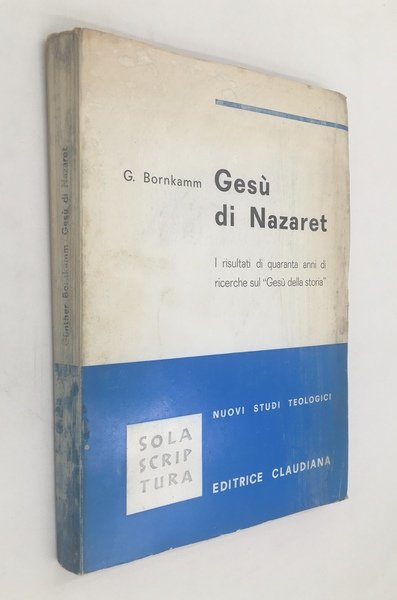 G. Bornkamm
Gesù
di Nazaret
I risultati di quaranta anni di
ricerche sul "Gesù della storia"
NUOVI STUDI TEOLOGICI
SOLA
SCRIP
TURA
EDITRICE CLAUDIANA
Günther Bornkamm Gesù di Nazaret